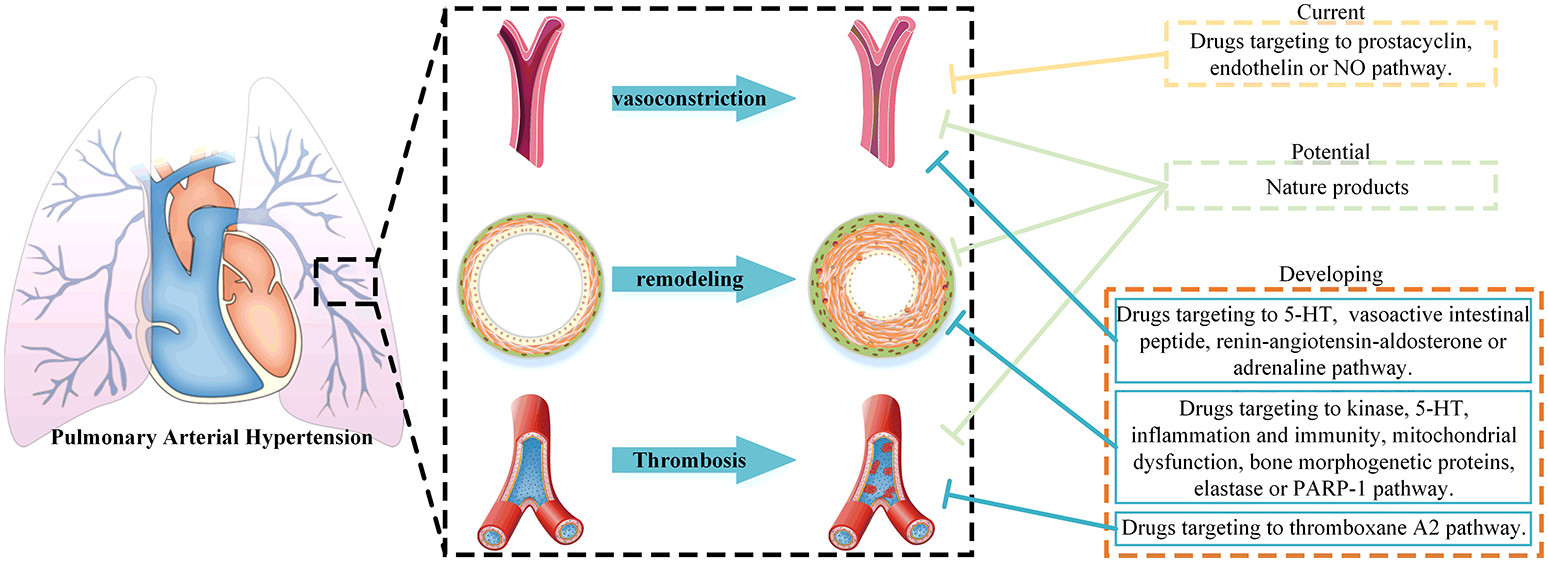 Pulmonary Arterial Hypertension
vasoconstriction
remodeling
Thrombosis
Current
Drugs targeting to prostacyclin,
endothelin or NO pathway.
Potential
Nature products
Developing
Drugs targeting to 5-HT, vasoactive intestinal
peptide, renin-angiotensin-aldosterone or
adrenaline pathway.
Drugs targeting to kinase, 5-HT,
inflammation and immunity, mitochondrial
dysfunction, bone morphogenetic proteins,
elastase or PARP-1 pathway.
Drugs targeting to thromboxane A2 pathway.